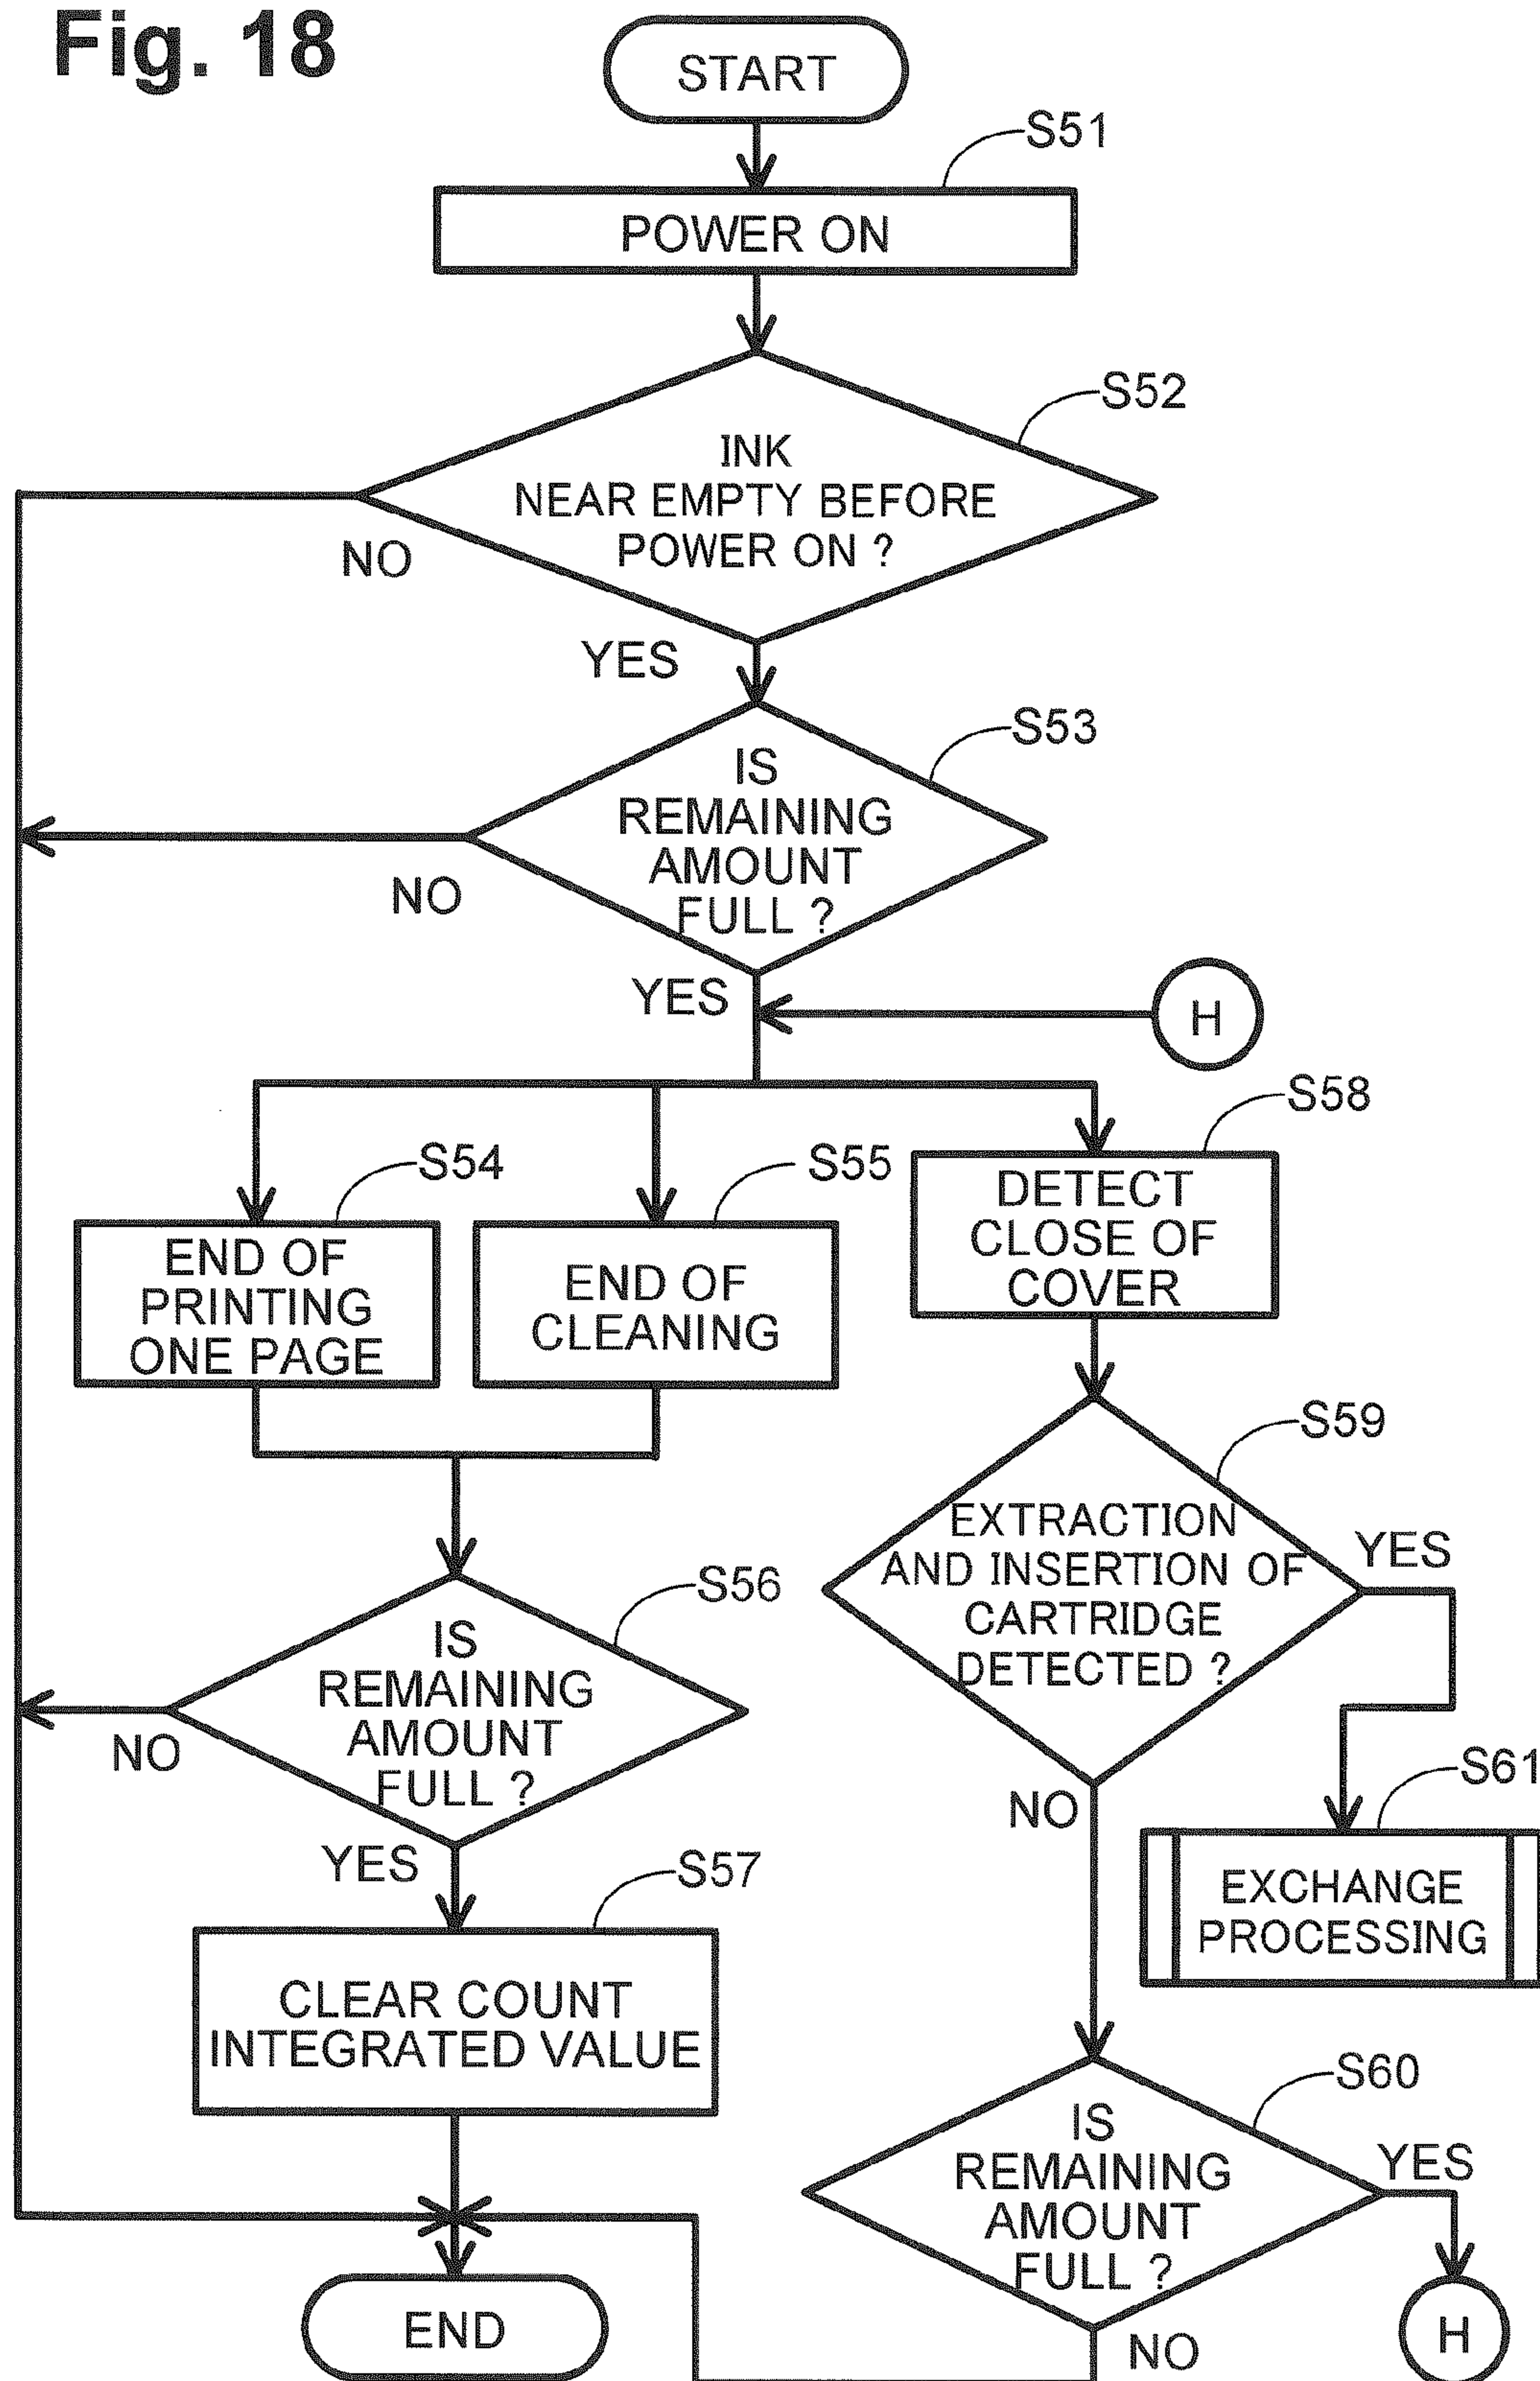 Fig. 18
START
S51
POWER ON
S52
INK
NEAR EMPTY BEFORE
POWER ON ?
NO
YES
S53
IS
REMAINING
AMOUNT
FULL ?
NO
YES
H
S54
END OF
PRINTING
ONE PAGE
S55
END OF
CLEANING
S58
DETECT
CLOSE OF
COVER
S59
EXTRACTION
AND INSERTION OF
CARTRIDGE
DETECTED ?
YES
NO
S56
IS
REMAINING
AMOUNT
FULL ?
NO
YES
S61
EXCHANGE
PROCESSING
S57
CLEAR COUNT
INTEGRATED VALUE
S60
IS
REMAINING
AMOUNT
FULL ?
YES
NO
H
END